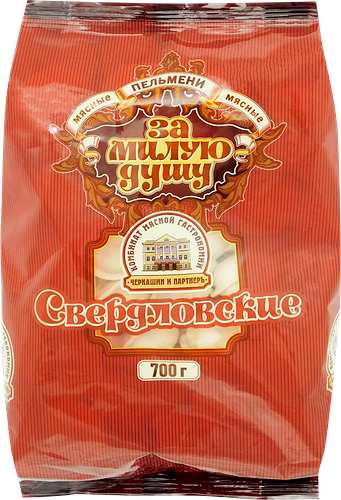 ПЕЛЬМЕНИ
МЯСНЫЕ МЯСНЫЕ
за
милую
душу
КОМБИНАТ МЯСНОЙ ГАСТРОНОМИИ
ЧЕРКАШИН И ПАРТНЕРЪ
Свердловские
700 г